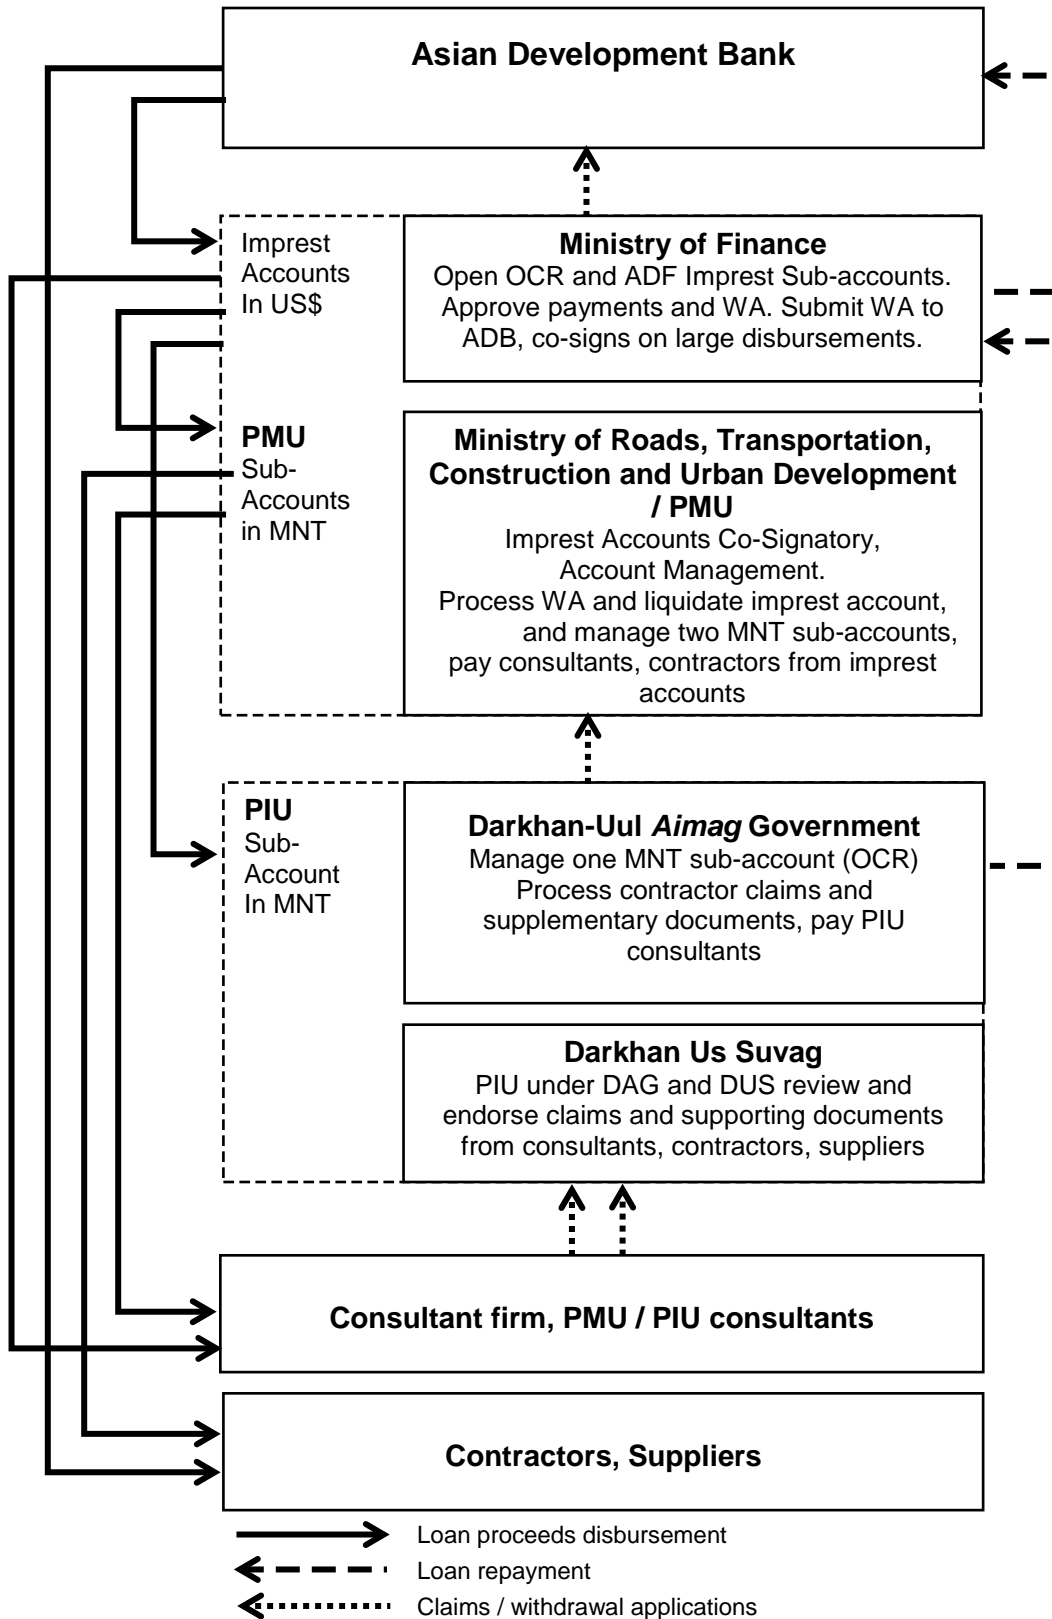 Asian Development Bank
Imprest
Accounts
In US$
Ministry of Finance
Open OCR and ADF Imprest Sub-accounts.
Approve payments and WA. Submit WA to
ADB, co-signs on large disbursements.
PMU
Sub-
Accounts
in MNT
Ministry of Roads, Transportation,
Construction and Urban Development
/ PMU
Imprest Accounts Co-Signatory,
Account Management.
Process WA and liquidate imprest account,
and manage two MNT sub-accounts,
pay consultants, contractors from imprest
accounts
PIU
Sub-
Account
In MNT
Darkhan-Uul Aimag Government
Manage one MNT sub-account (OCR)
Process contractor claims and
supplementary documents, pay PIU
consultants
Darkhan Us Suvag
PIU under DAG and DUS review and
endorse claims and supporting documents
from consultants, contractors, suppliers
Consultant firm, PMU / PIU consultants
Contractors, Suppliers
Loan proceeds disbursement
Loan repayment
Claims / withdrawal applications